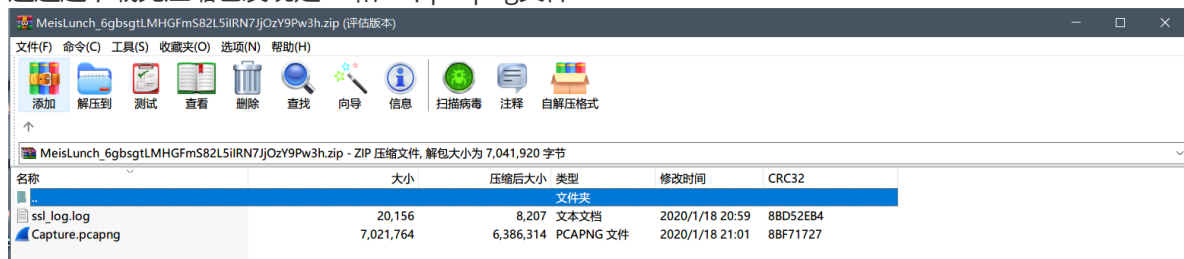 MeisLunch_6gbsgtLMHGFmS82L5iIRN7JjOzY9Pw3h.zip (评估版本)
文件(F) 命令(C) 工具(S) 收藏夹(O) 选项(N) 帮助(H)
添加 解压到 测试 查看 删除 查找 向导 信息 扫描病毒 注释 自解压格式
MeisLunch_6gbsgtLMHGFmS82L5iIRN7JjOzY9Pw3h.zip - ZIP 压缩文件, 解包大小为 7,041,920 字节
名称 大小 压缩后大小 类型 修改时间 CRC32
.. 文件夹
ssl_log.log 20,156 8,207 文本文档 2020/1/18 20:59 8BD52EB4
Capture.pcapng 7,021,764 6,386,314 PCAPNG 文件 2020/1/18 21:01 8BF71727